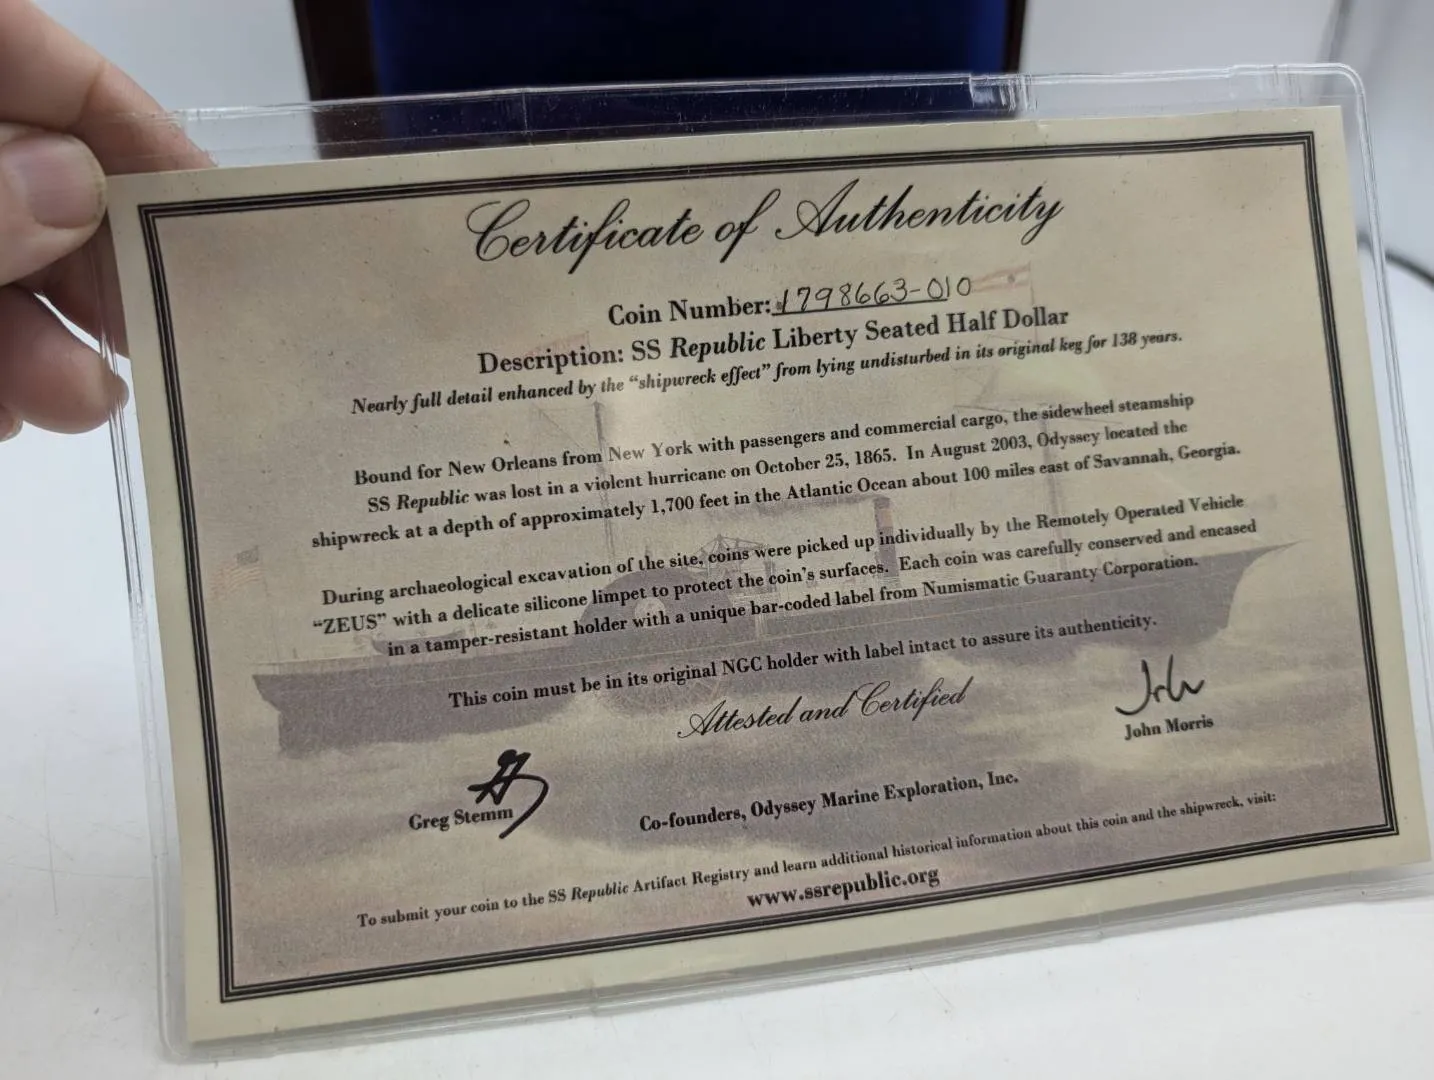 Certificate of Authenticity
Coin Number: 1798663-010
Description: SS Republic Liberty Seated Half Dollar
Nearly full detail enhanced by the “shipwreck effect” from lying undisturbed in its original keg for 138 years.
Bound for New Orleans from New York with passengers and commercial cargo, the sidewheel steamship
SS Republic was lost in a violent hurricane on October 25, 1865. In August 2003, Odyssey located the
shipwreck at a depth of approximately 1,700 feet in the Atlantic Ocean about 100 miles east of Savannah, Georgia.
During archaeological excavation of the site, coins were picked up individually by the Remotely Operated Vehicle
“ZEUS” with a delicate silicone limpet to protect the coin’s surfaces. Each coin was carefully conserved and encased
in a tamper-resistant holder with a unique bar-coded label from Numismatic Guaranty Corporation.
This coin must be in its original NGC holder with label intact to assure its authenticity.
Attested and Certified
Greg Stemm
John Morris
Co-founders, Odyssey Marine Exploration, Inc.
To submit your coin to the SS Republic Artifact Registry and learn additional historical information about this coin and the shipwreck, visit:
www.ssrepublic.org